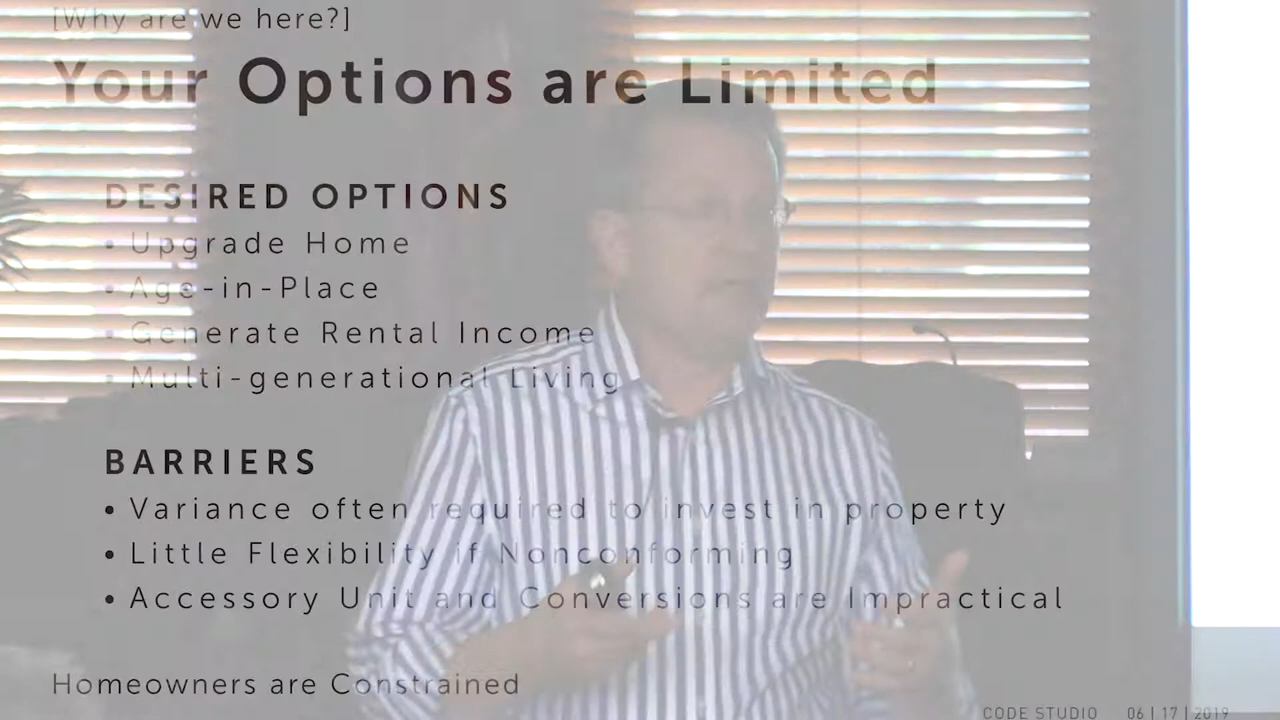 [Why are we here?]
Your Options are Limited
DESIRED OPTIONS
• Upgrade Home
• Age-in-Place
• Generate Rental Income
• Multi-generational Living
BARRIERS
• Variance often required to invest in property
• Little Flexibility if Nonconforming
• Accessory Unit and Conversions are Impractical
Homeowners are Constrained
CODE STUDIO 06 | 17 | 2019